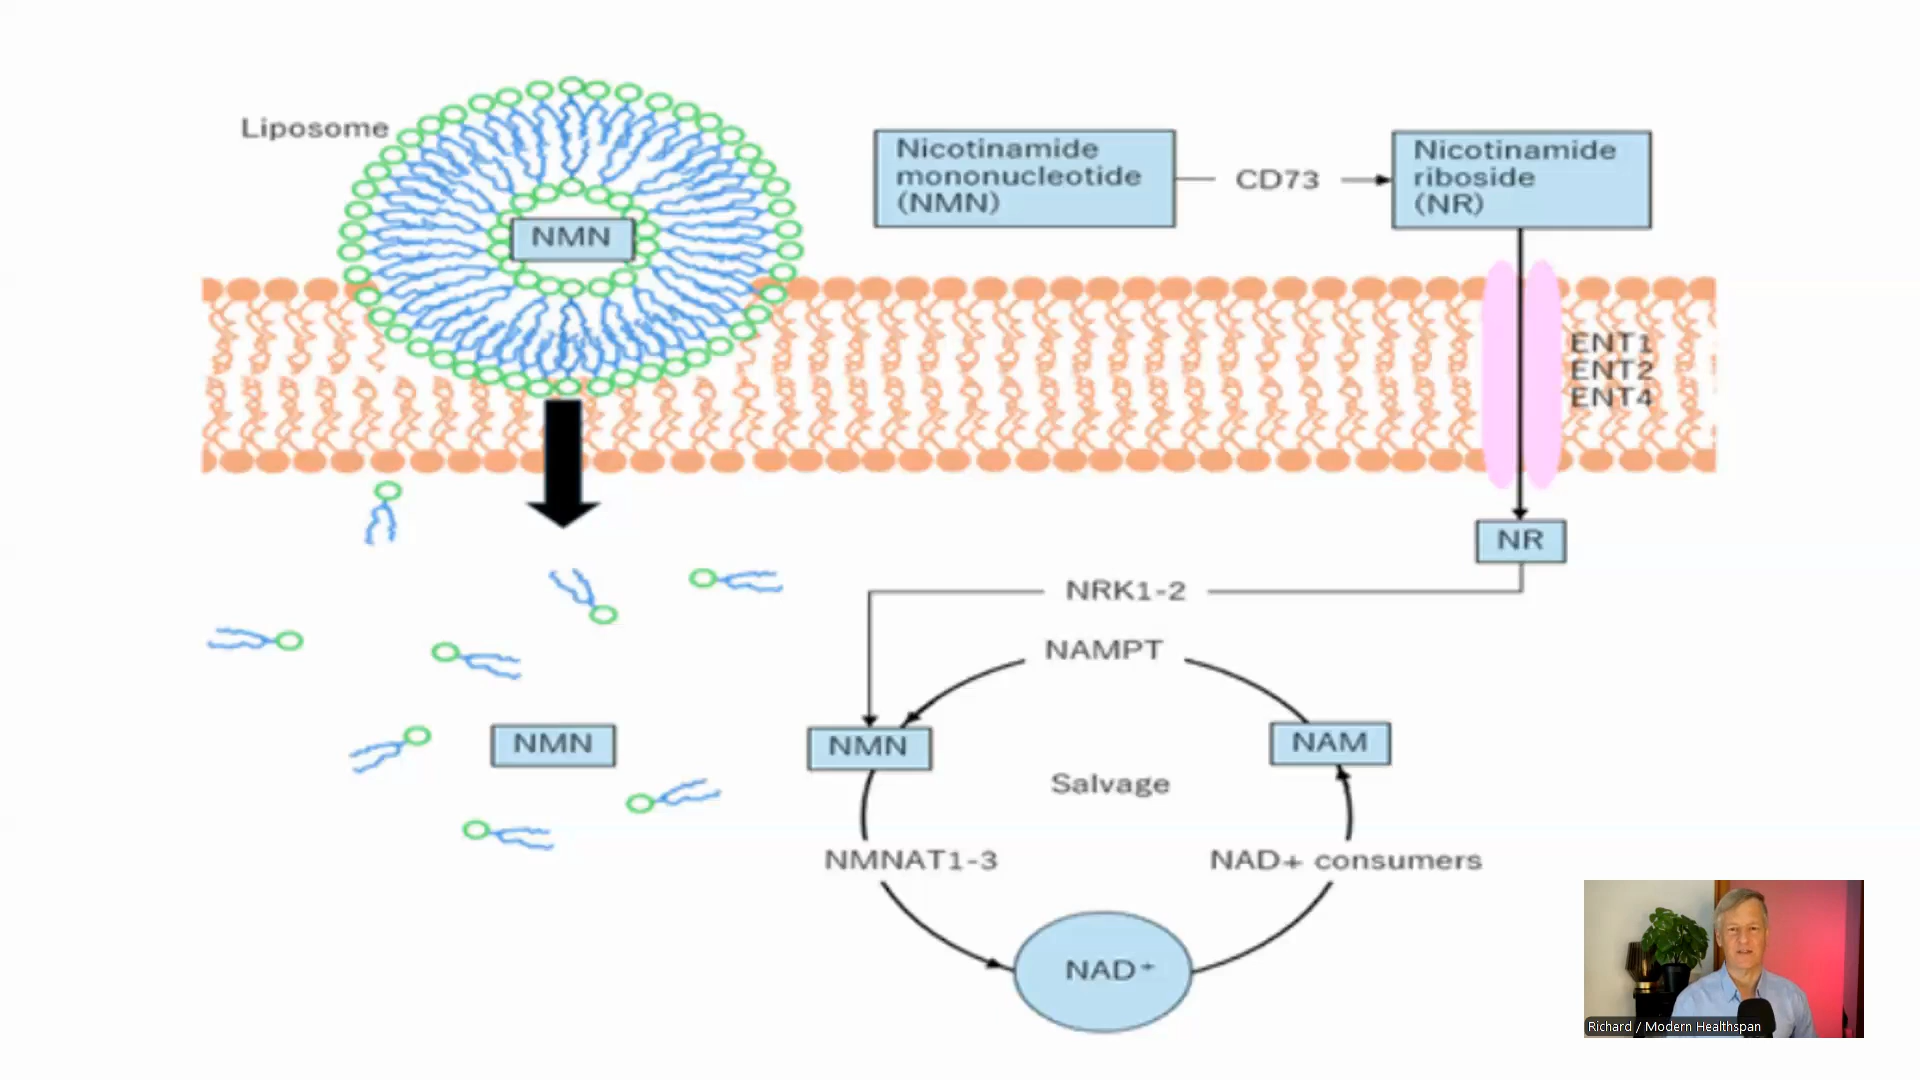 Liposome
NMN
Nicotinamide
mononucleotide
(NMN)
CD73
Nicotinamide
riboside
(NR)
ENT1
ENT2
ENT4
NR
NRK1-2
NAMPT
NMN
NMN
NAM
Salvage
NMNAT1-3
NAD+ consumers
NAD+
Richard / Modern Healthspan